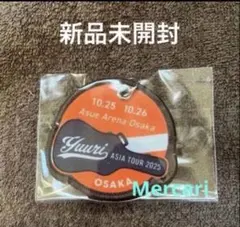 新品未開封
10.25 10.26
Asue Arena Osaka
Yuuri
ASIA TOUR 2025
OSAKA
Mercari